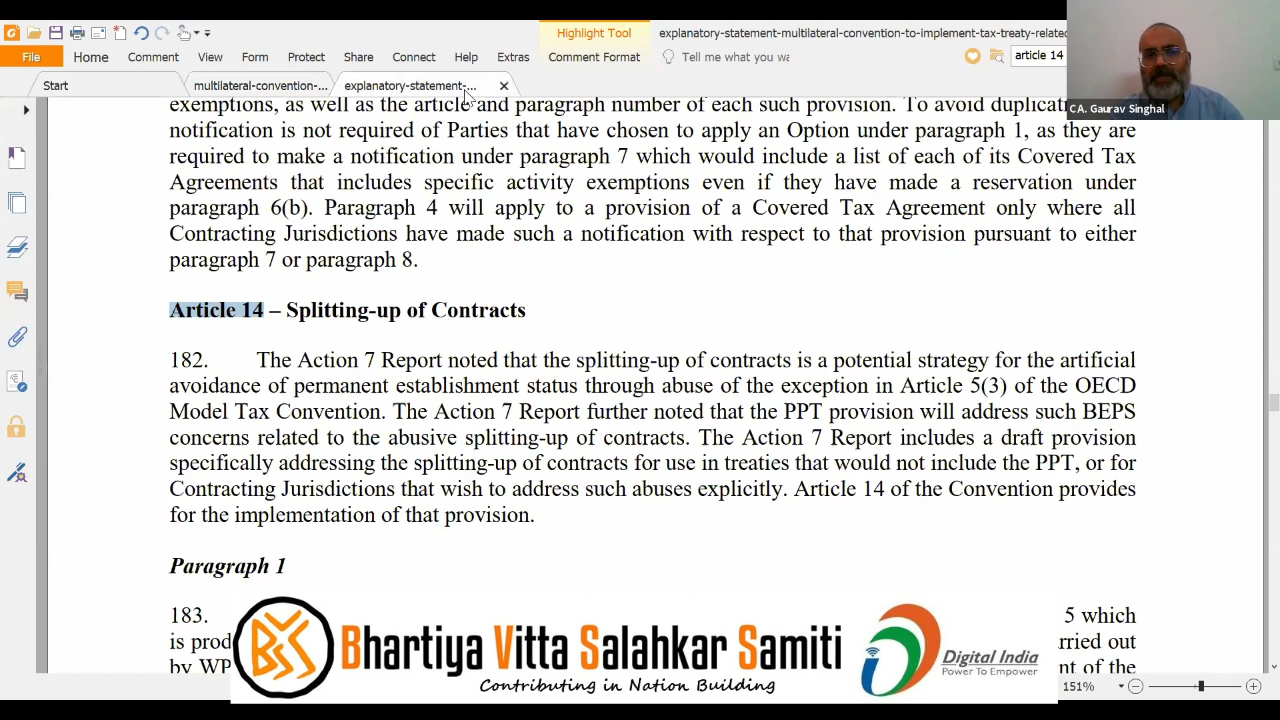 Highlight Tool
explanatory-statement-multilateral-convention-to-implement-tax-treaty-related
File Home Comment View Form Protect Share Connect Help Extras Comment Format Tell me what you wa article 14
Start multilateral-convention-... explanatory-statement-...
CA. Gaurav Singhal
exemptions, as well as the article and paragraph number of each such provision. To avoid duplicat
notification is not required of Parties that have chosen to apply an Option under paragraph 1, as they are
required to make a notification under paragraph 7 which would include a list of each of its Covered Tax
Agreements that includes specific activity exemptions even if they have made a reservation under
paragraph 6(b). Paragraph 4 will apply to a provision of a Covered Tax Agreement only where all
Contracting Jurisdictions have made such a notification with respect to that provision pursuant to either
paragraph 7 or paragraph 8.
Article 14 – Splitting-up of Contracts
182. The Action 7 Report noted that the splitting-up of contracts is a potential strategy for the artificial
avoidance of permanent establishment status through abuse of the exception in Article 5(3) of the OECD
Model Tax Convention. The Action 7 Report further noted that the PPT provision will address such BEPS
concerns related to the abusive splitting-up of contracts. The Action 7 Report includes a draft provision
specifically addressing the splitting-up of contracts for use in treaties that would not include the PPT, or for
Contracting Jurisdictions that wish to address such abuses explicitly. Article 14 of the Convention provides
for the implementation of that provision.
Paragraph 1
183. 5 which
is prod rried out
by WP nt of the
Bhartiya Vitta Salahkar Samiti
Contributing in Nation Building
Digital India
Power To Empower
151%